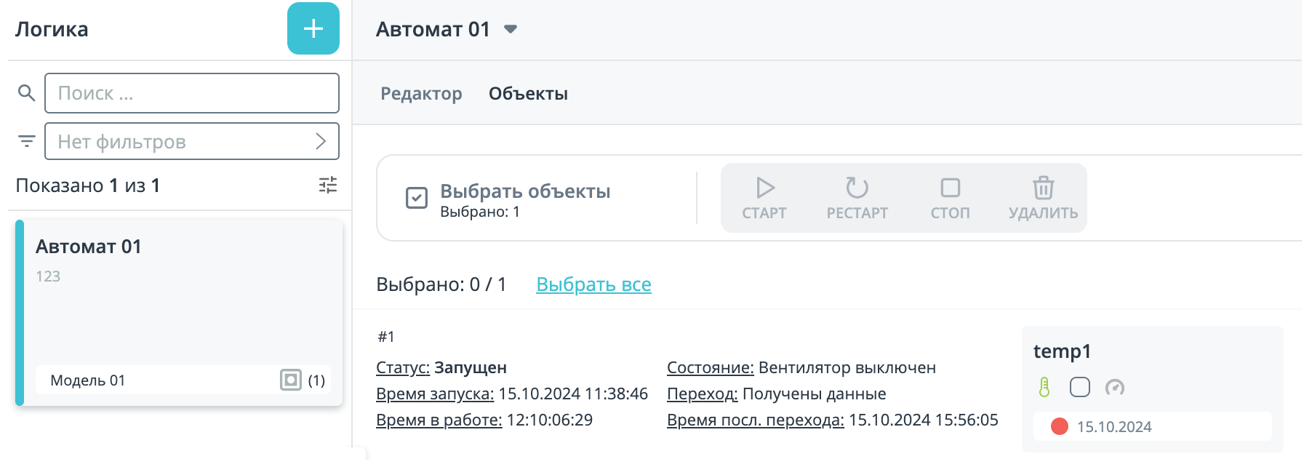 Логика
Поиск ...
Нет фильтров
Показано 1 из 1
Автомат 01
123
Модель 01 (1)
Автомат 01
Редактор Объекты
Выбрать объекты
Выбрано: 1
СТАРТ РЕСТАРТ СТОП УДАЛИТЬ
Выбрано: 0 / 1 Выбрать все
#1
Статус: Запущен
Время запуска: 15.10.2024 11:38:46
Время в работе: 12:10:06:29
Состояние: Вентилятор выключен
Переход: Получены данные
Время посл. перехода: 15.10.2024 15:56:05
temp1
15.10.2024